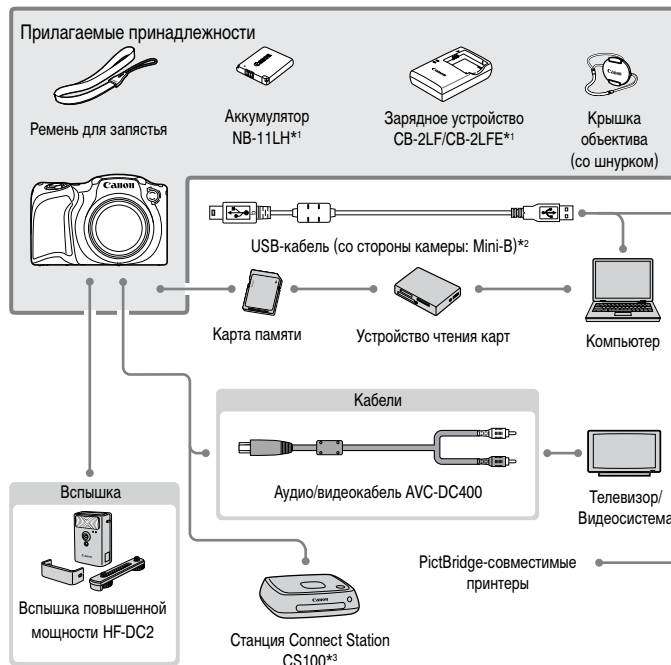 Прилагаемые принадлежности
Ремень для запястья
Аккумулятор
NB-11LH*1
Зарядное устройство
CB-2LF/CB-2LFE*1
Крышка
объектива
(со шнурком)
Canon
USB-кабель (со стороны камеры: Mini-B)*2
Карта памяти
Устройство чтения карт
Компьютер
Кабели
Аудио/видеокабель AVC-DC400
Телевизор/
Видеосистема
Вспышка
Вспышка повышенной
мощности HF-DC2
PictBridge-совместимые
принтеры
Canon
Станция Connect Station
CS100*3